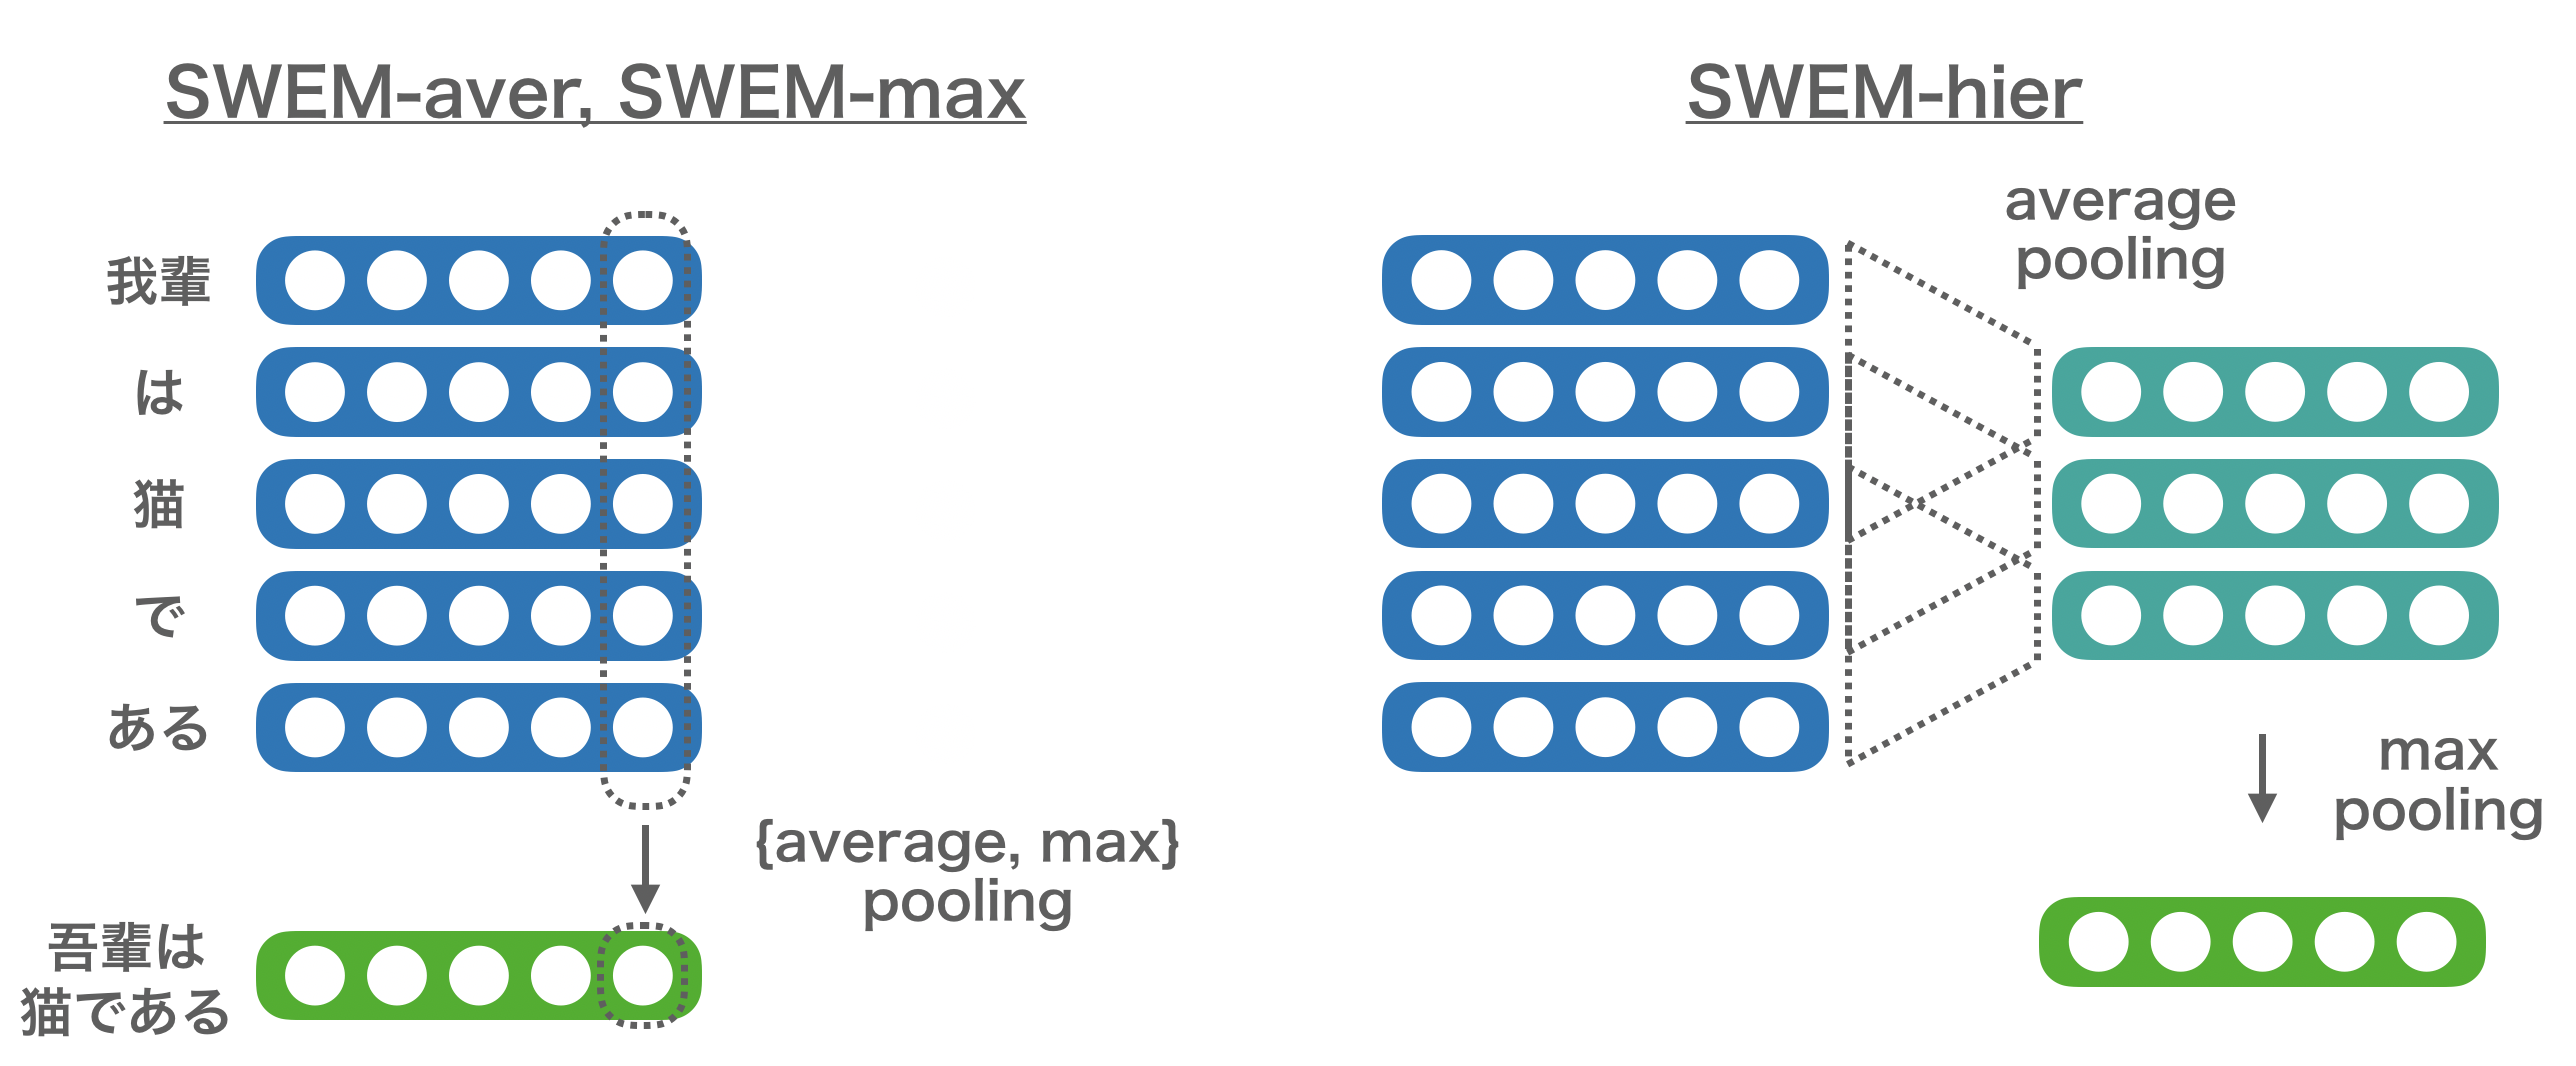 SWEM-aver, SWEM-max
我輩
は
猫
で
ある
{average, max}
pooling
吾輩は
猫である
SWEM-hier
average
pooling
max
pooling